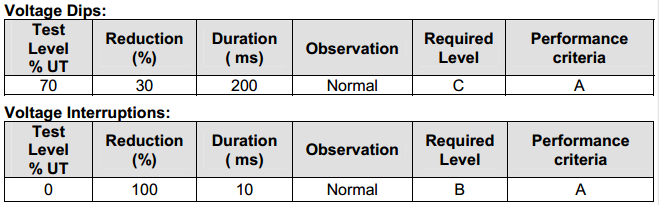 Voltage Dips:
Test Level % UT Reduction (%) Duration ( ms) Observation Required Level Performance criteria
70 30 200 Normal C A
Voltage Interruptions:
Test Level % UT Reduction (%) Duration ( ms) Observation Required Level Performance criteria
0 100 10 Normal B A